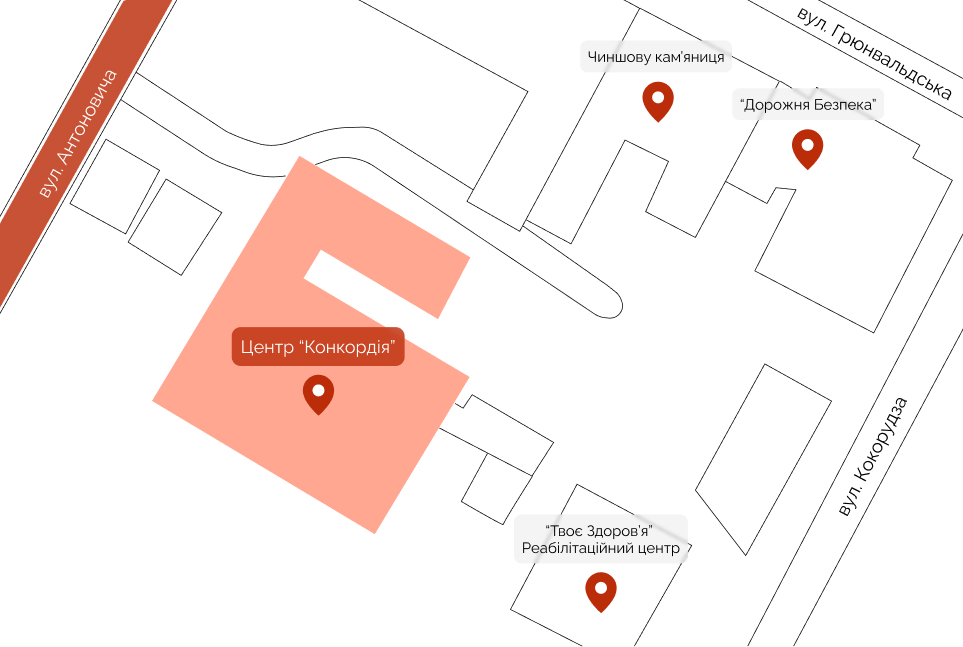 вул. Грюнвальдська
Чиншову кам'яниця
“Дорожня Безпека”
вул. Антоновича
Центр “Конкордія”
вул. Кокорудза
“Твоє Здоров'я”
Реабілітаційний центр